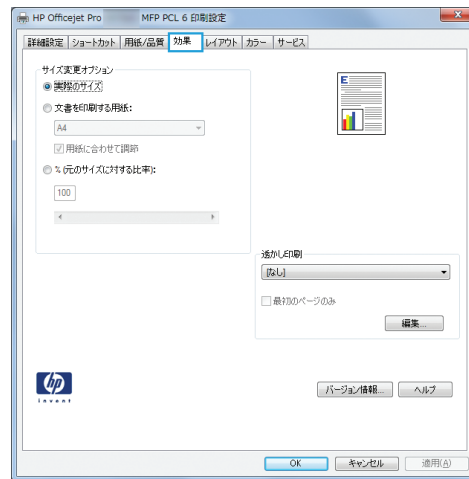 HP Officejet Pro MFP PCL 6 印刷設定
詳細設定 ショートカット 用紙/品質 効果 レイアウト カラー サービス
サイズ変更オプション
実際のサイズ
文書を印刷する用紙:
A4
用紙に合わせて調節
% (元のサイズに対する比率):
100
E
透かし印刷
[なし]
最初のページのみ
編集...
hp
invent
バージョン情報... ヘルプ
OK キャンセル 適用(A)